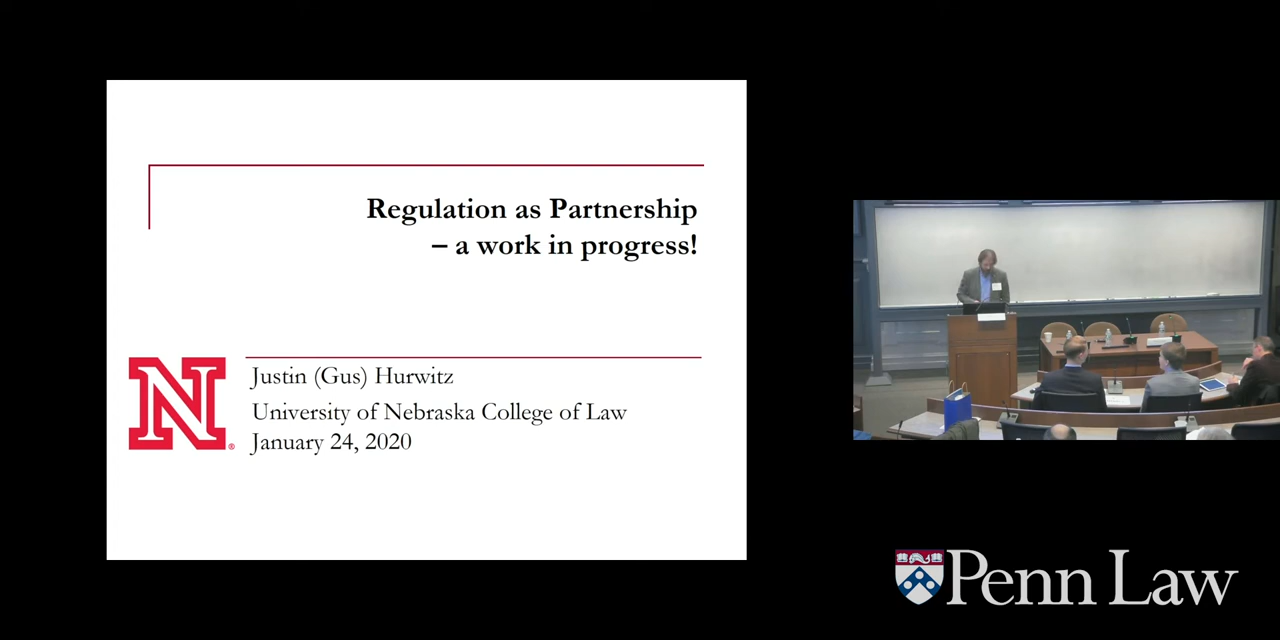 Regulation as Partnership
– a work in progress!
N®
Justin (Gus) Hurwitz
University of Nebraska College of Law
January 24, 2020
Penn Law